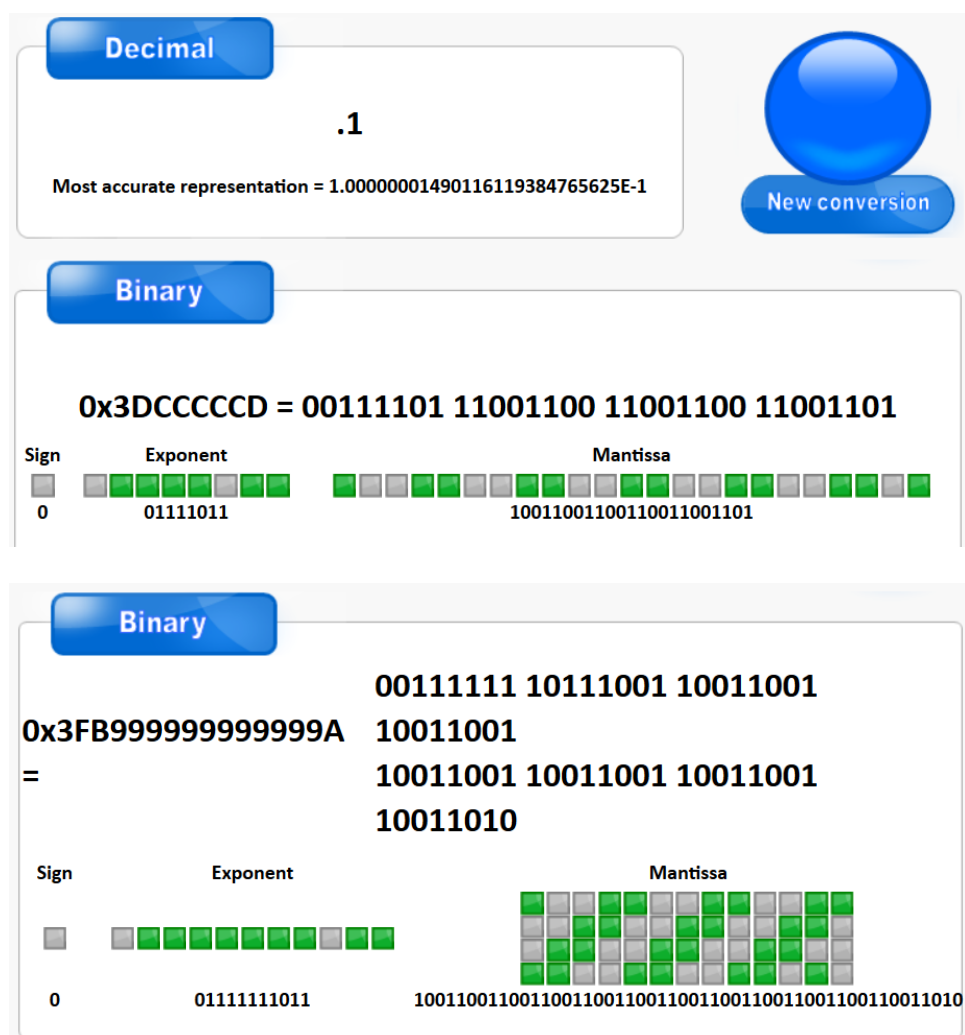 Decimal
.1
Most accurate representation = 1.00000001490116119384765625E-1
New conversion
Binary
0x3DCCCCCD = 00111101 11001100 11001100 11001101
Sign Exponent Mantissa
0 01111011 10011001100110011001101
Binary
00111111 10111001 10011001
0x3FB999999999999A 10011001
= 10011001 10011001 10011001
10011010
Sign Exponent Mantissa
0 01111111011 1001100110011001100110011001100110011001100110011010